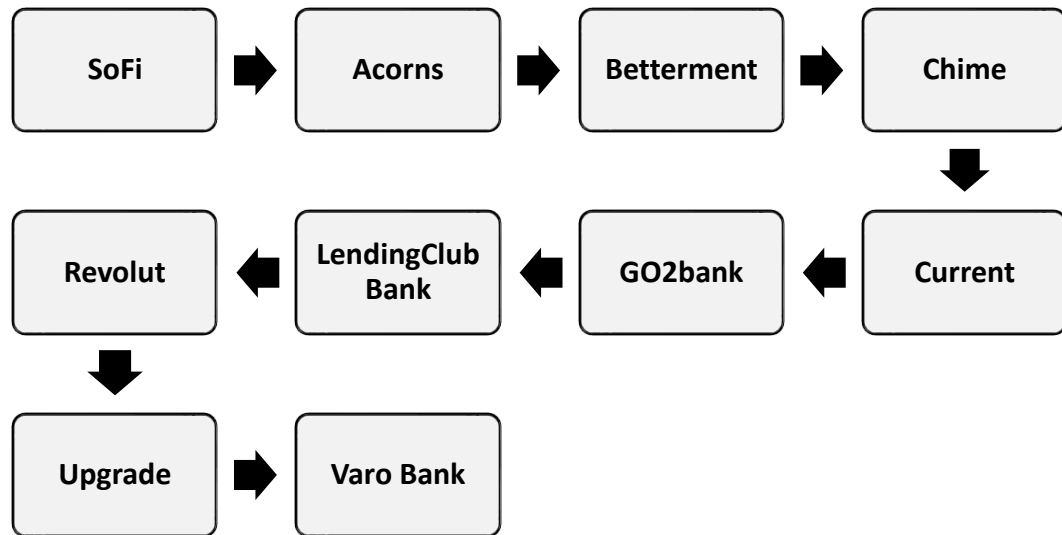 SoFi
Acorns
Betterment
Chime
Current
GO2bank
LendingClub
Bank
Revolut
Upgrade
Varo Bank